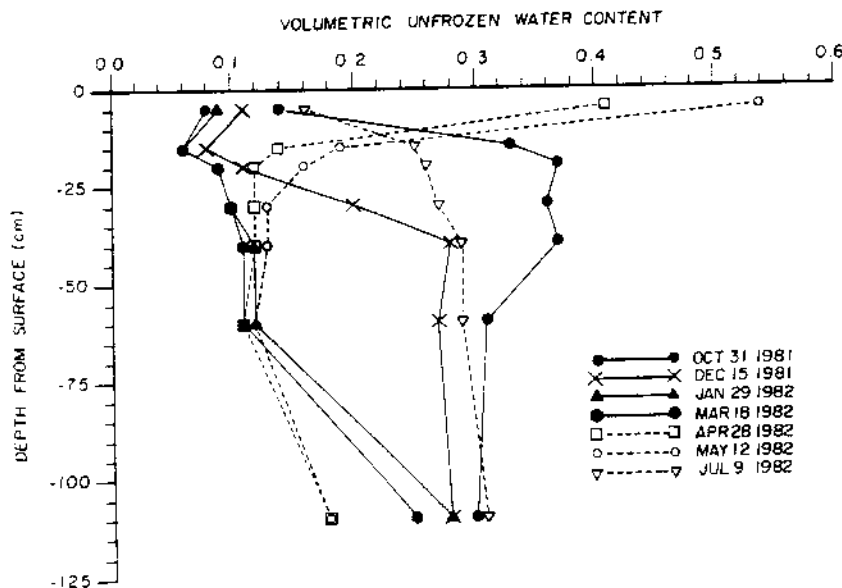 VOLUMETRIC UNFROZEN WATER CONTENT
0.0 0.1 0.2 0.3 0.4 0.5 0.6
0
-25
-50
-75
-100
-125
DEPTH FROM SURFACE (cm)
OCT 31 1981
DEC 15 1981
JAN 29 1982
MAR 18 1982
APR 28 1982
MAY 12 1982
JUL 9 1982